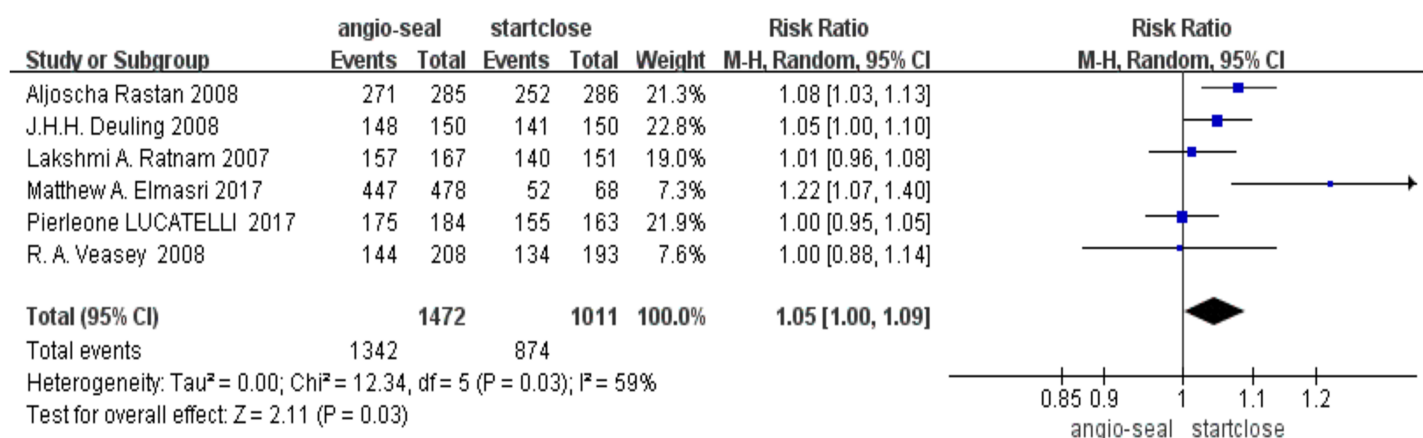 angio-seal startclose Risk Ratio Risk Ratio
Study or Subgroup Events Total Events Total Weight M-H, Random, 95% CI M-H, Random, 95% CI
Aljoscha Rastan 2008 271 285 252 286 21.3% 1.08 [1.03, 1.13]
J.H.H. Deuling 2008 148 150 141 150 22.8% 1.05 [1.00, 1.10]
Lakshmi A. Ratnam 2007 157 167 140 151 19.0% 1.01 [0.96, 1.08]
Matthew A. Elmasri 2017 447 478 52 68 7.3% 1.22 [1.07, 1.40]
Pierleone LUCATELLI 2017 175 184 155 163 21.9% 1.00 [0.95, 1.05]
R. A. Veasey 2008 144 208 134 193 7.6% 1.00 [0.88, 1.14]
Total (95% CI) 1472 1011 100.0% 1.05 [1.00, 1.09]
Total events 1342 874
Heterogeneity: Tau² = 0.00; Chi² = 12.34, df = 5 (P = 0.03); I² = 59%
Test for overall effect: Z = 2.11 (P = 0.03)
0.85 0.9 1 1.1 1.2
angio-seal startclose